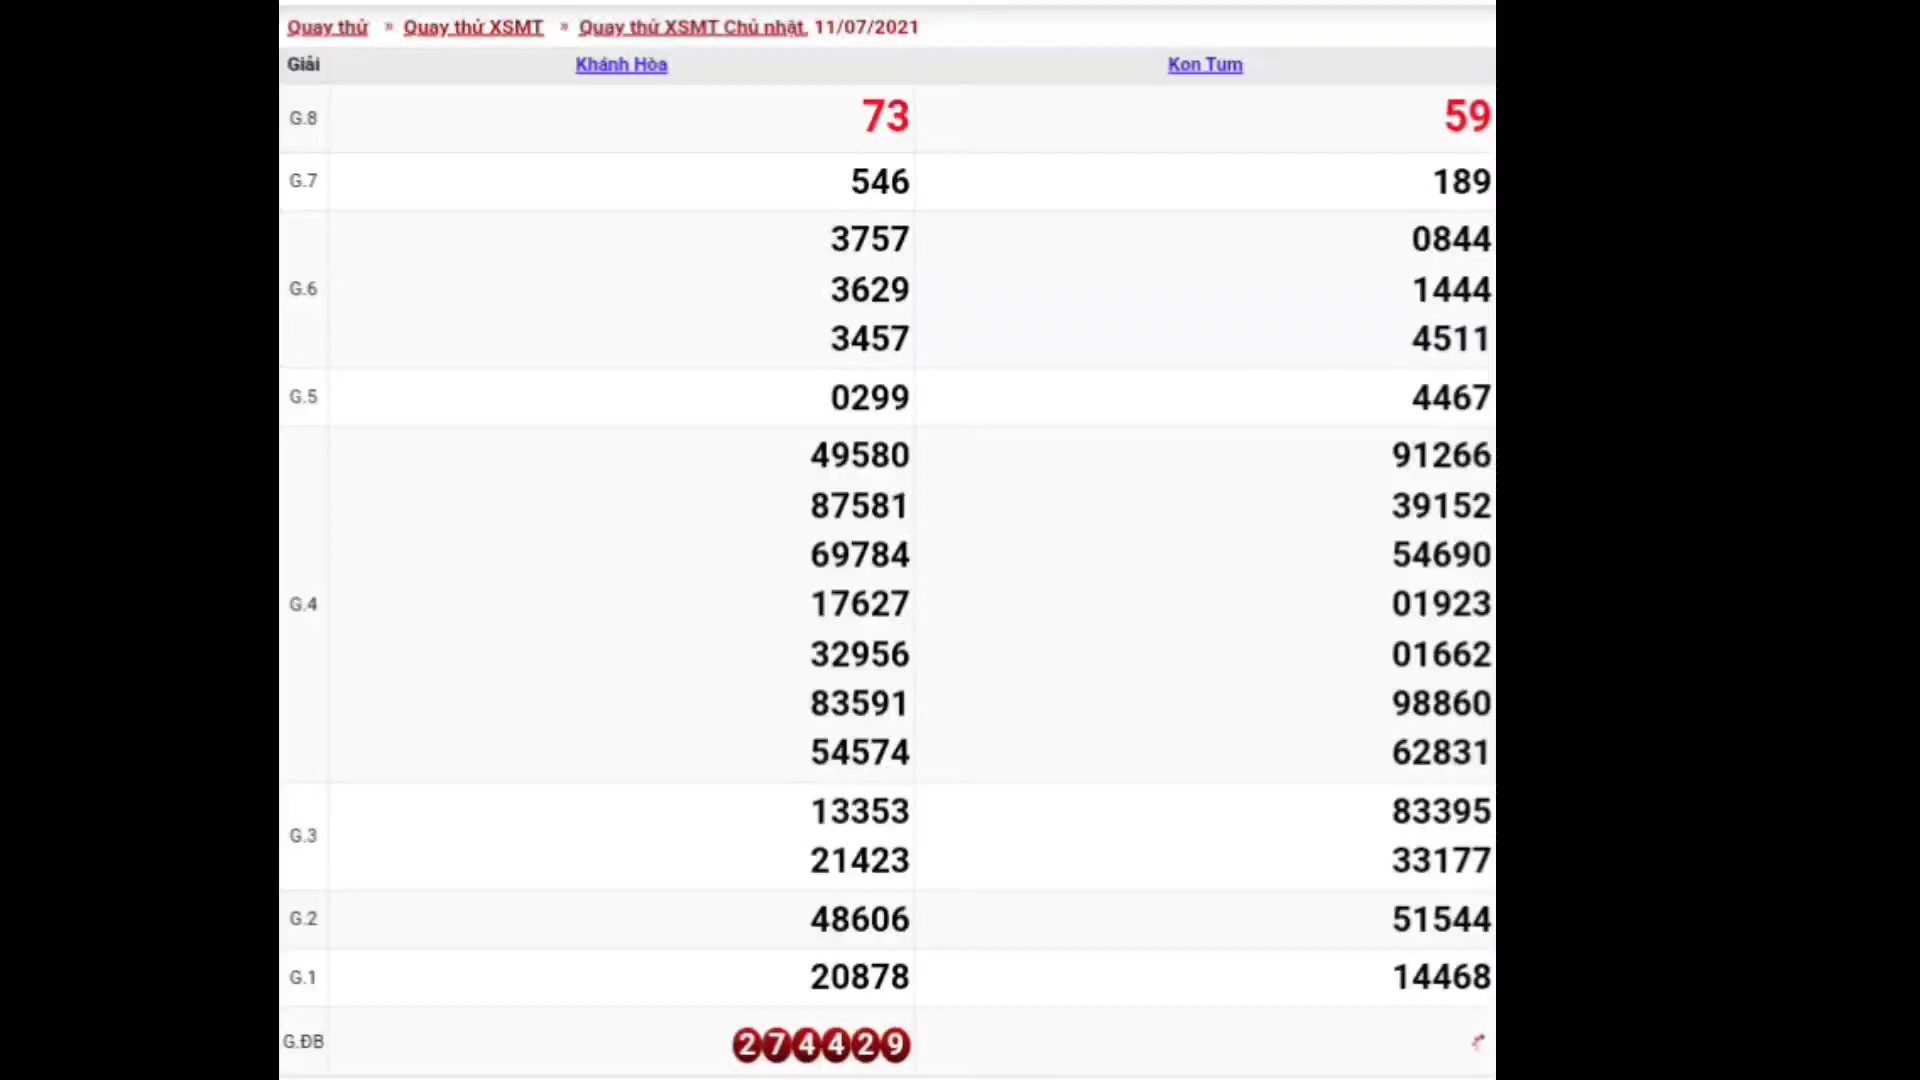 Quay thử » Quay thử XSMT » Quay thử XSMT Chủ nhật, 11/07/2021
Giải Khánh Hòa Kon Tum
G.8 73 59
G.7 546 189
3757 0844
G.6 3629 1444
3457 4511
G.5 0299 4467
49580 91266
87581 39152
69784 54690
G.4 17627 01923
32956 01662
83591 98860
54574 62831
13353 83395
G.3
21423 33177
G.2 48606 51544
G.1 20878 14468
G.ĐB 274429